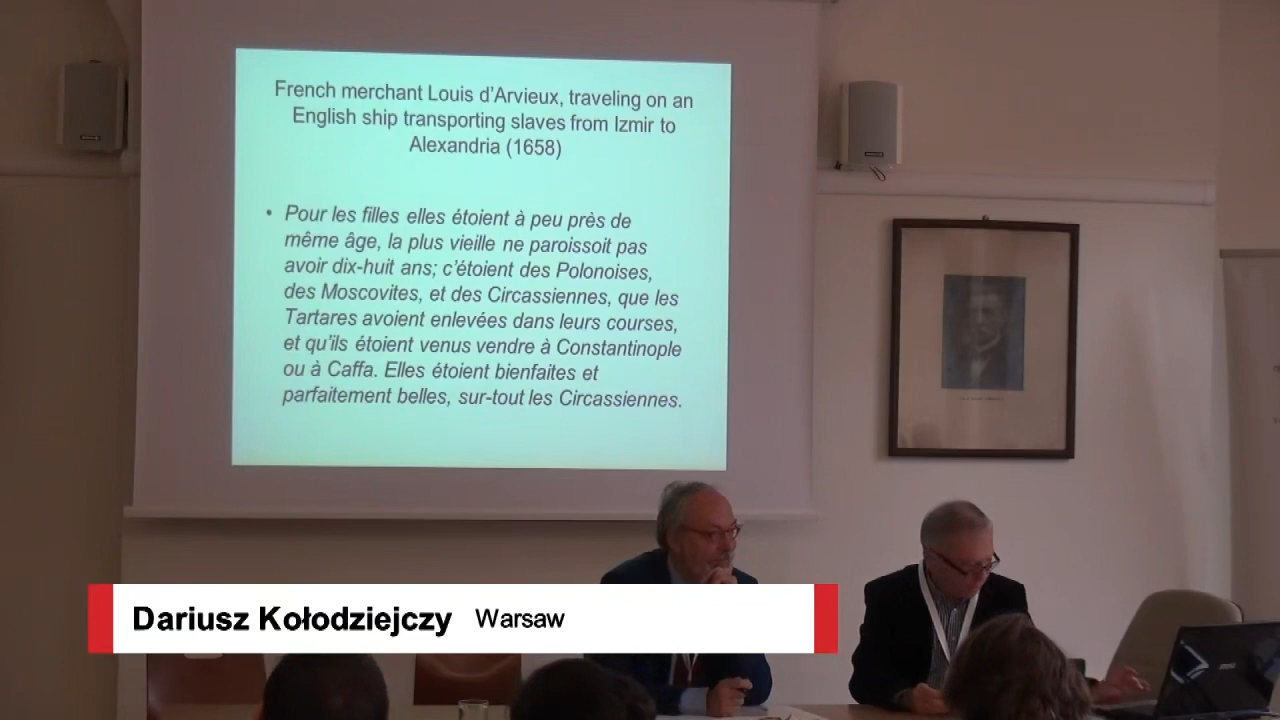 French merchant Louis d'Arvieux, traveling on an
English ship transporting slaves from Izmir to
Alexandria (1658)
• Pour les filles elles étoient à peu près de
même âge, la plus vieille ne paroissoit pas
avoir dix-huit ans; c'étoient des Polonoises,
des Moscovites, et des Circassiennes, que les
Tartares avoient enlevées dans leurs courses,
et qu'ils étoient venus vendre à Constantinople
ou à Caffa. Elles étoient bienfaites et
parfaitement belles, sur-tout les Circassiennes.
Dariusz Kołodziejczy Warsaw
msi